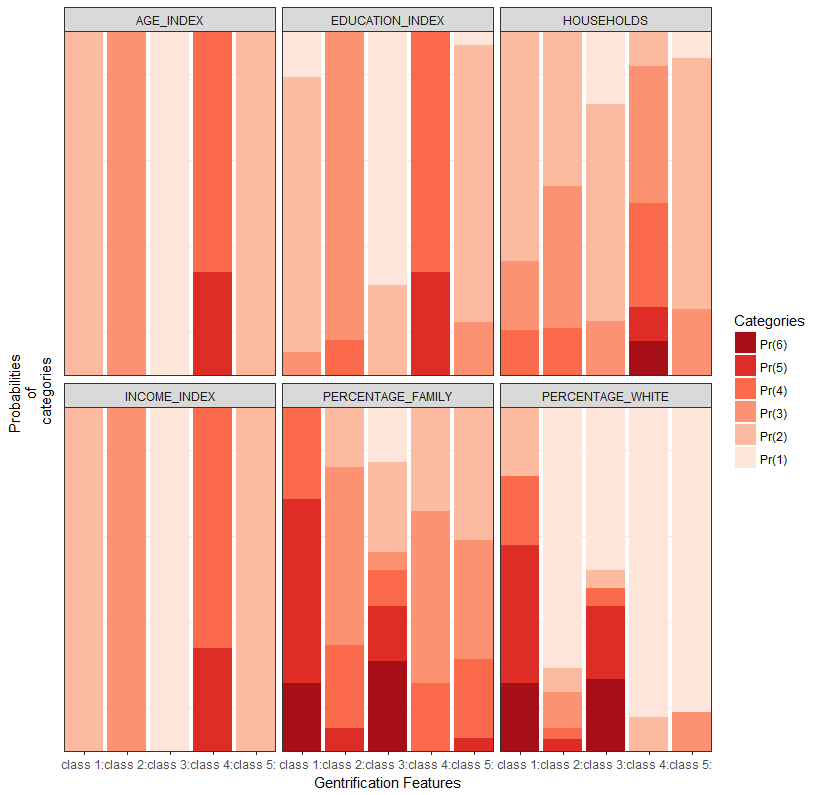 AGE_INDEX EDUCATION_INDEX HOUSEHOLDS
INCOME_INDEX PERCENTAGE_FAMILY PERCENTAGE_WHITE
Probabilities
of
categories
class 1: class 2: class 3: class 4: class 5: class 1: class 2: class 3: class 4: class 5: class 1: class 2: class 3: class 4: class 5:
Gentrification Features
Categories
Pr(6)
Pr(5)
Pr(4)
Pr(3)
Pr(2)
Pr(1)